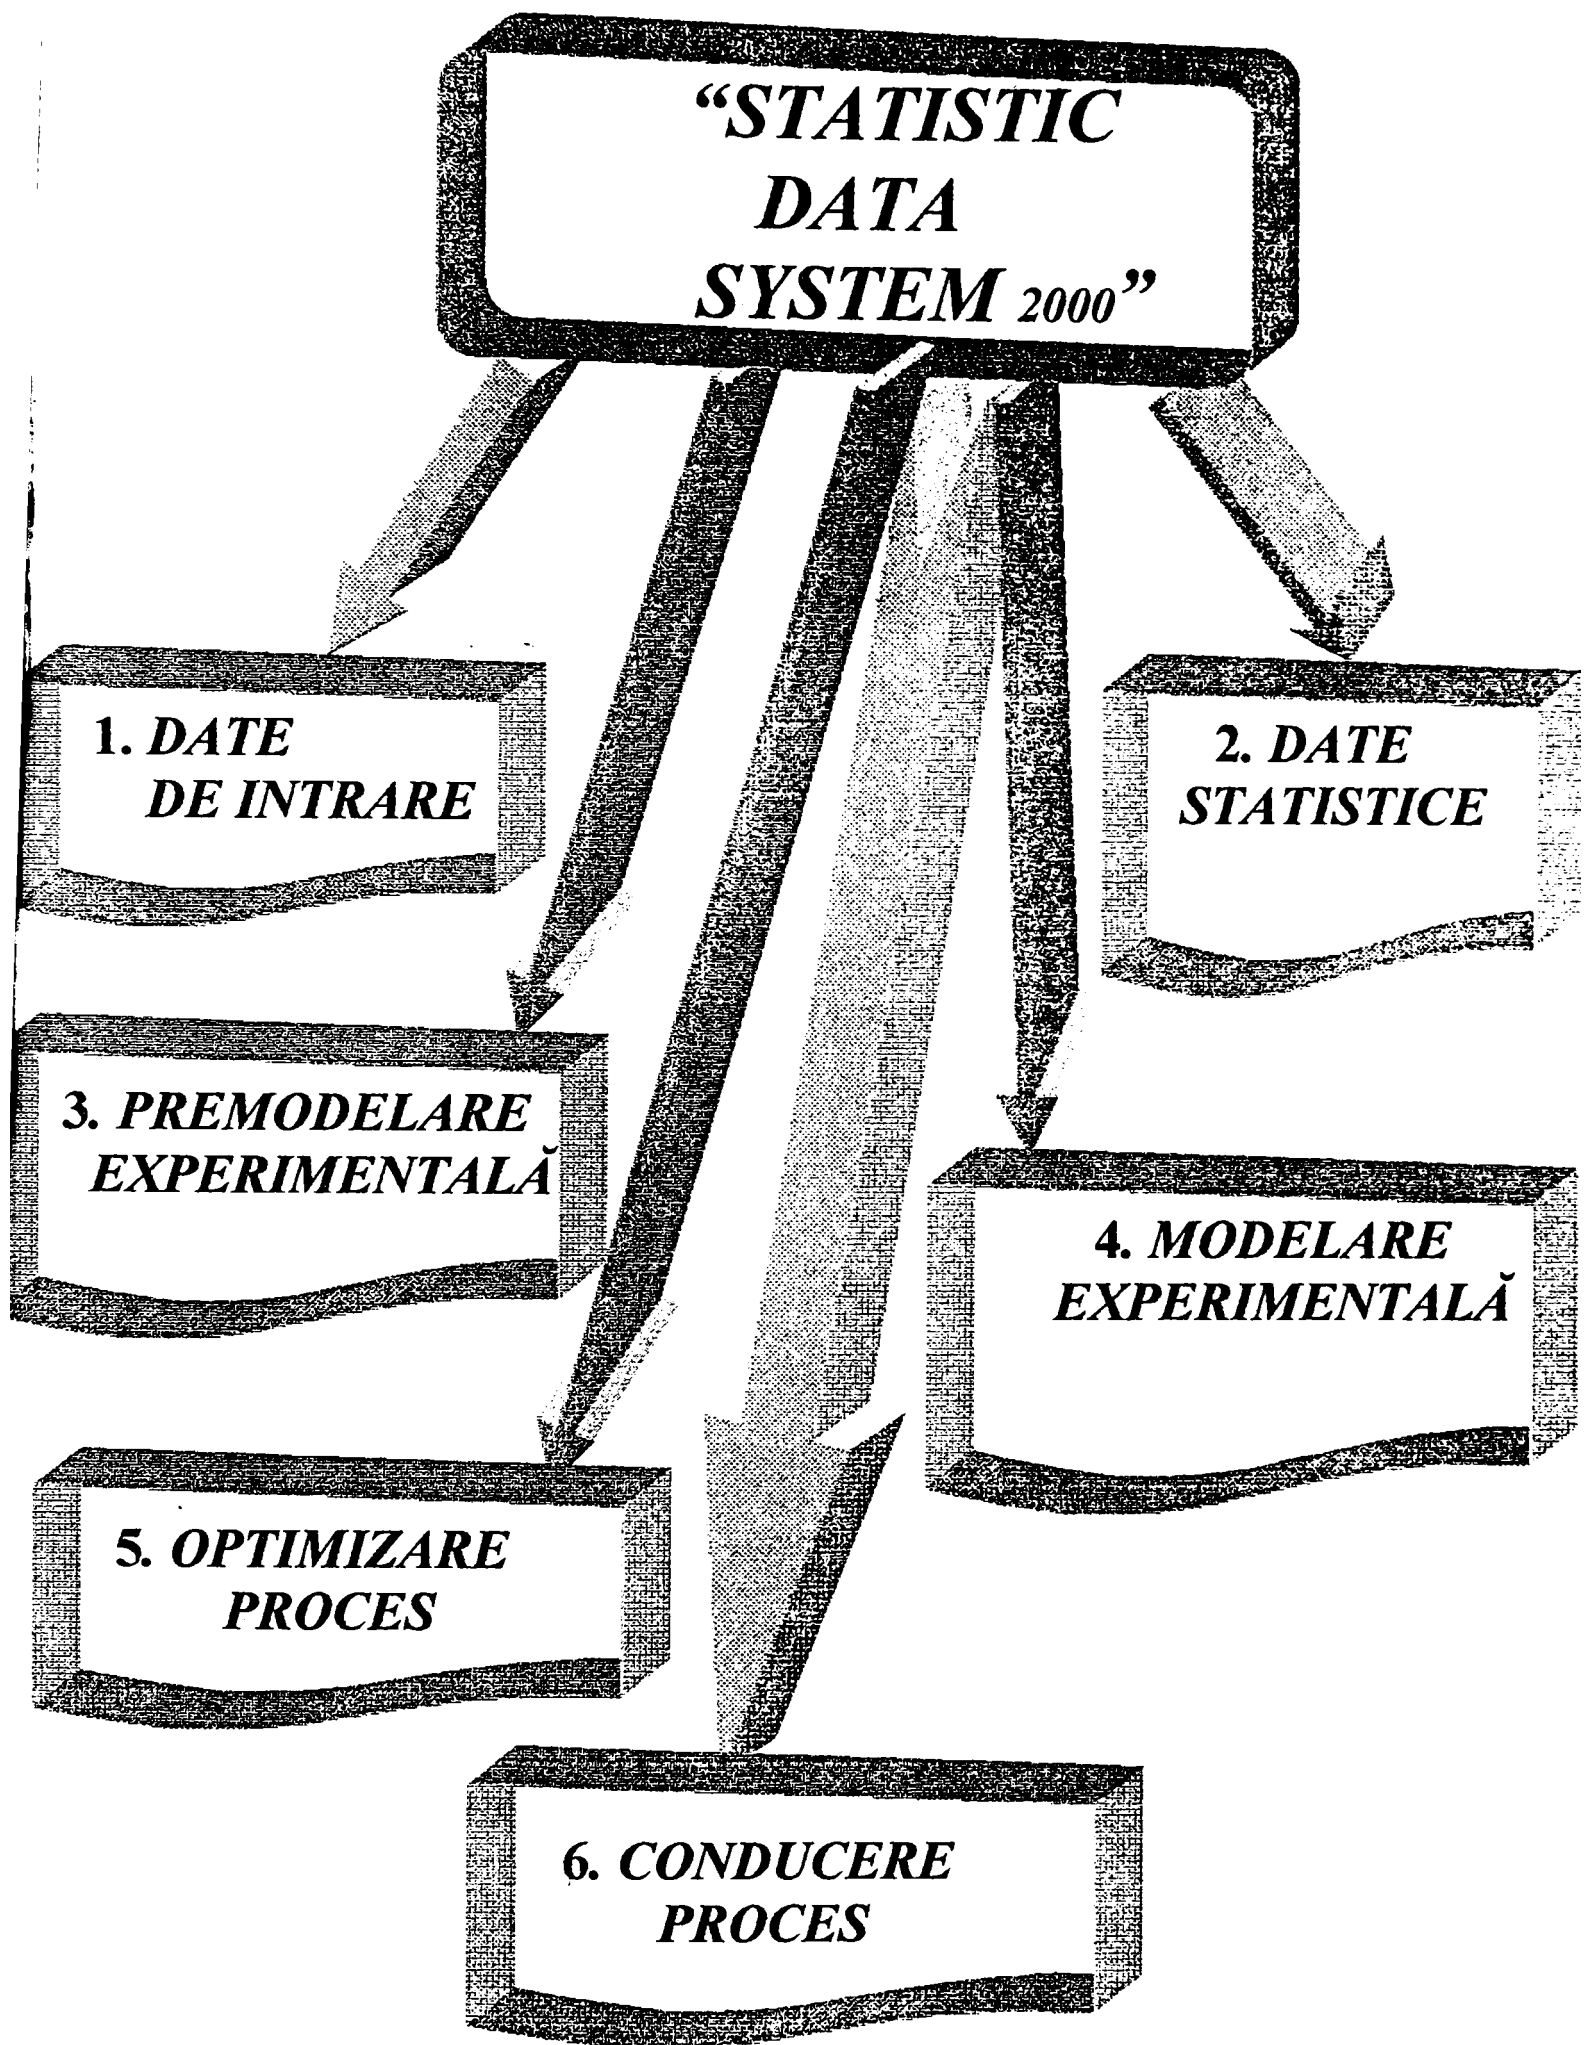 “STATISTIC
DATA
SYSTEM 2000”
1. DATE
DE INTRARE
2. DATE
STATISTICE
3. PREMODELARE
EXPERIMENTALĂ
4. MODELARE
EXPERIMENTALĂ
5. OPTIMIZARE
PROCES
6. CONDUCERE
PROCES